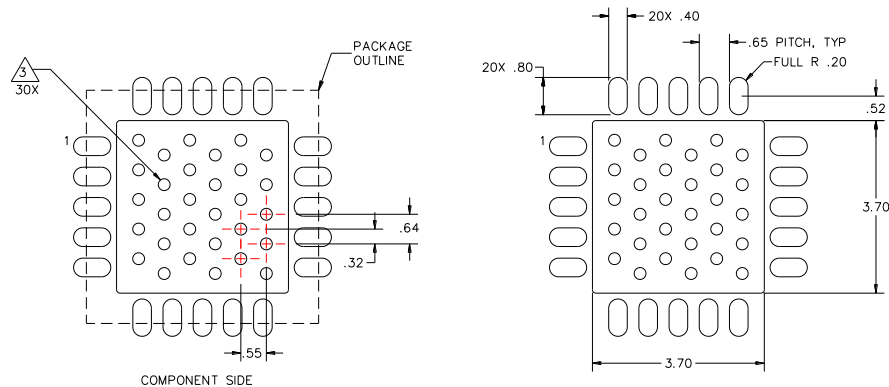 PACKAGE
OUTLINE
3
30X
1
.64
.32
.55
COMPONENT SIDE
20X .40
.65 PITCH, TYP
FULL R .20
20X .80
.52
1
3.70
3.70